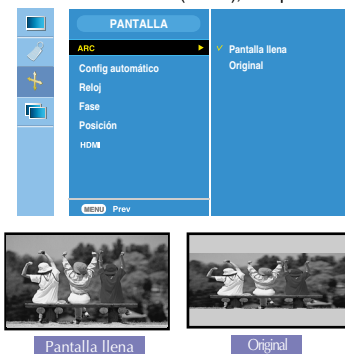 PANTALLA
ARC
Pantalla llena
Config automático
Original
Reloj
Fase
Posición
HDMI
MENU Prev
Pantalla llena
Original